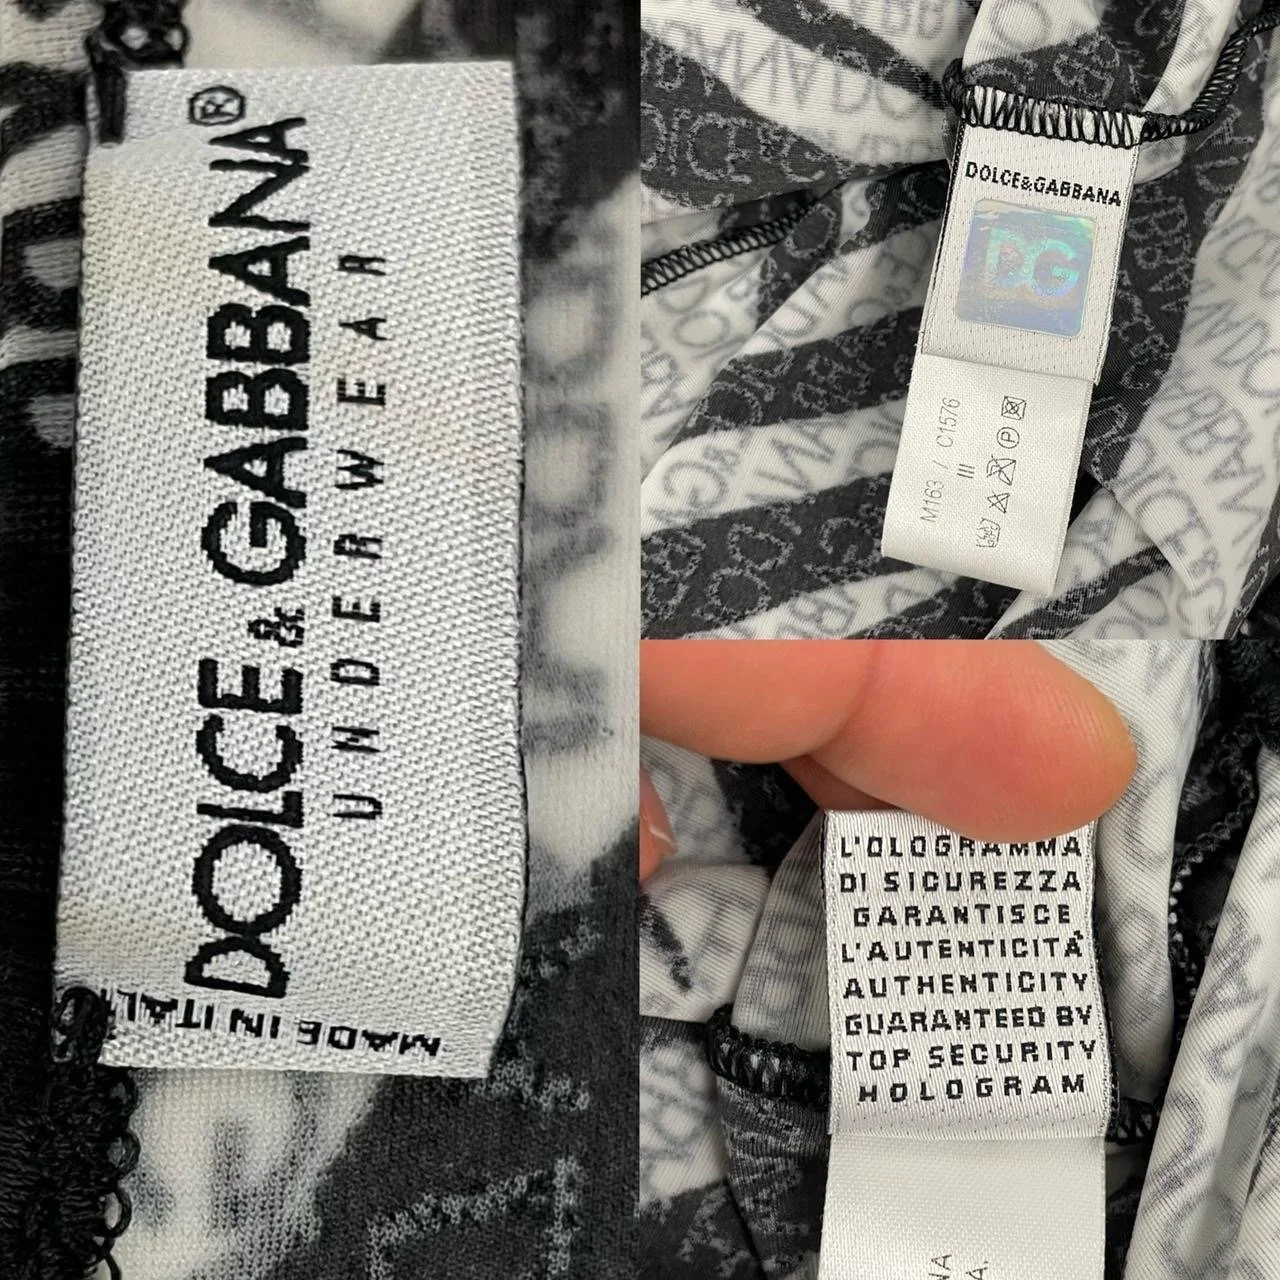 DOLCE&GABBANA®
UNDERWEAR
MADE IN ITALY
DOLCE&GABBANA
DG
M163 / C1576
III
L'OLOGRAMMA
DI SICUREZZA
GARANTISCE
L'AUTENTICITÀ
AUTHENTICITY
GUARANTEED BY
TOP SECURITY
HOLOGRAM